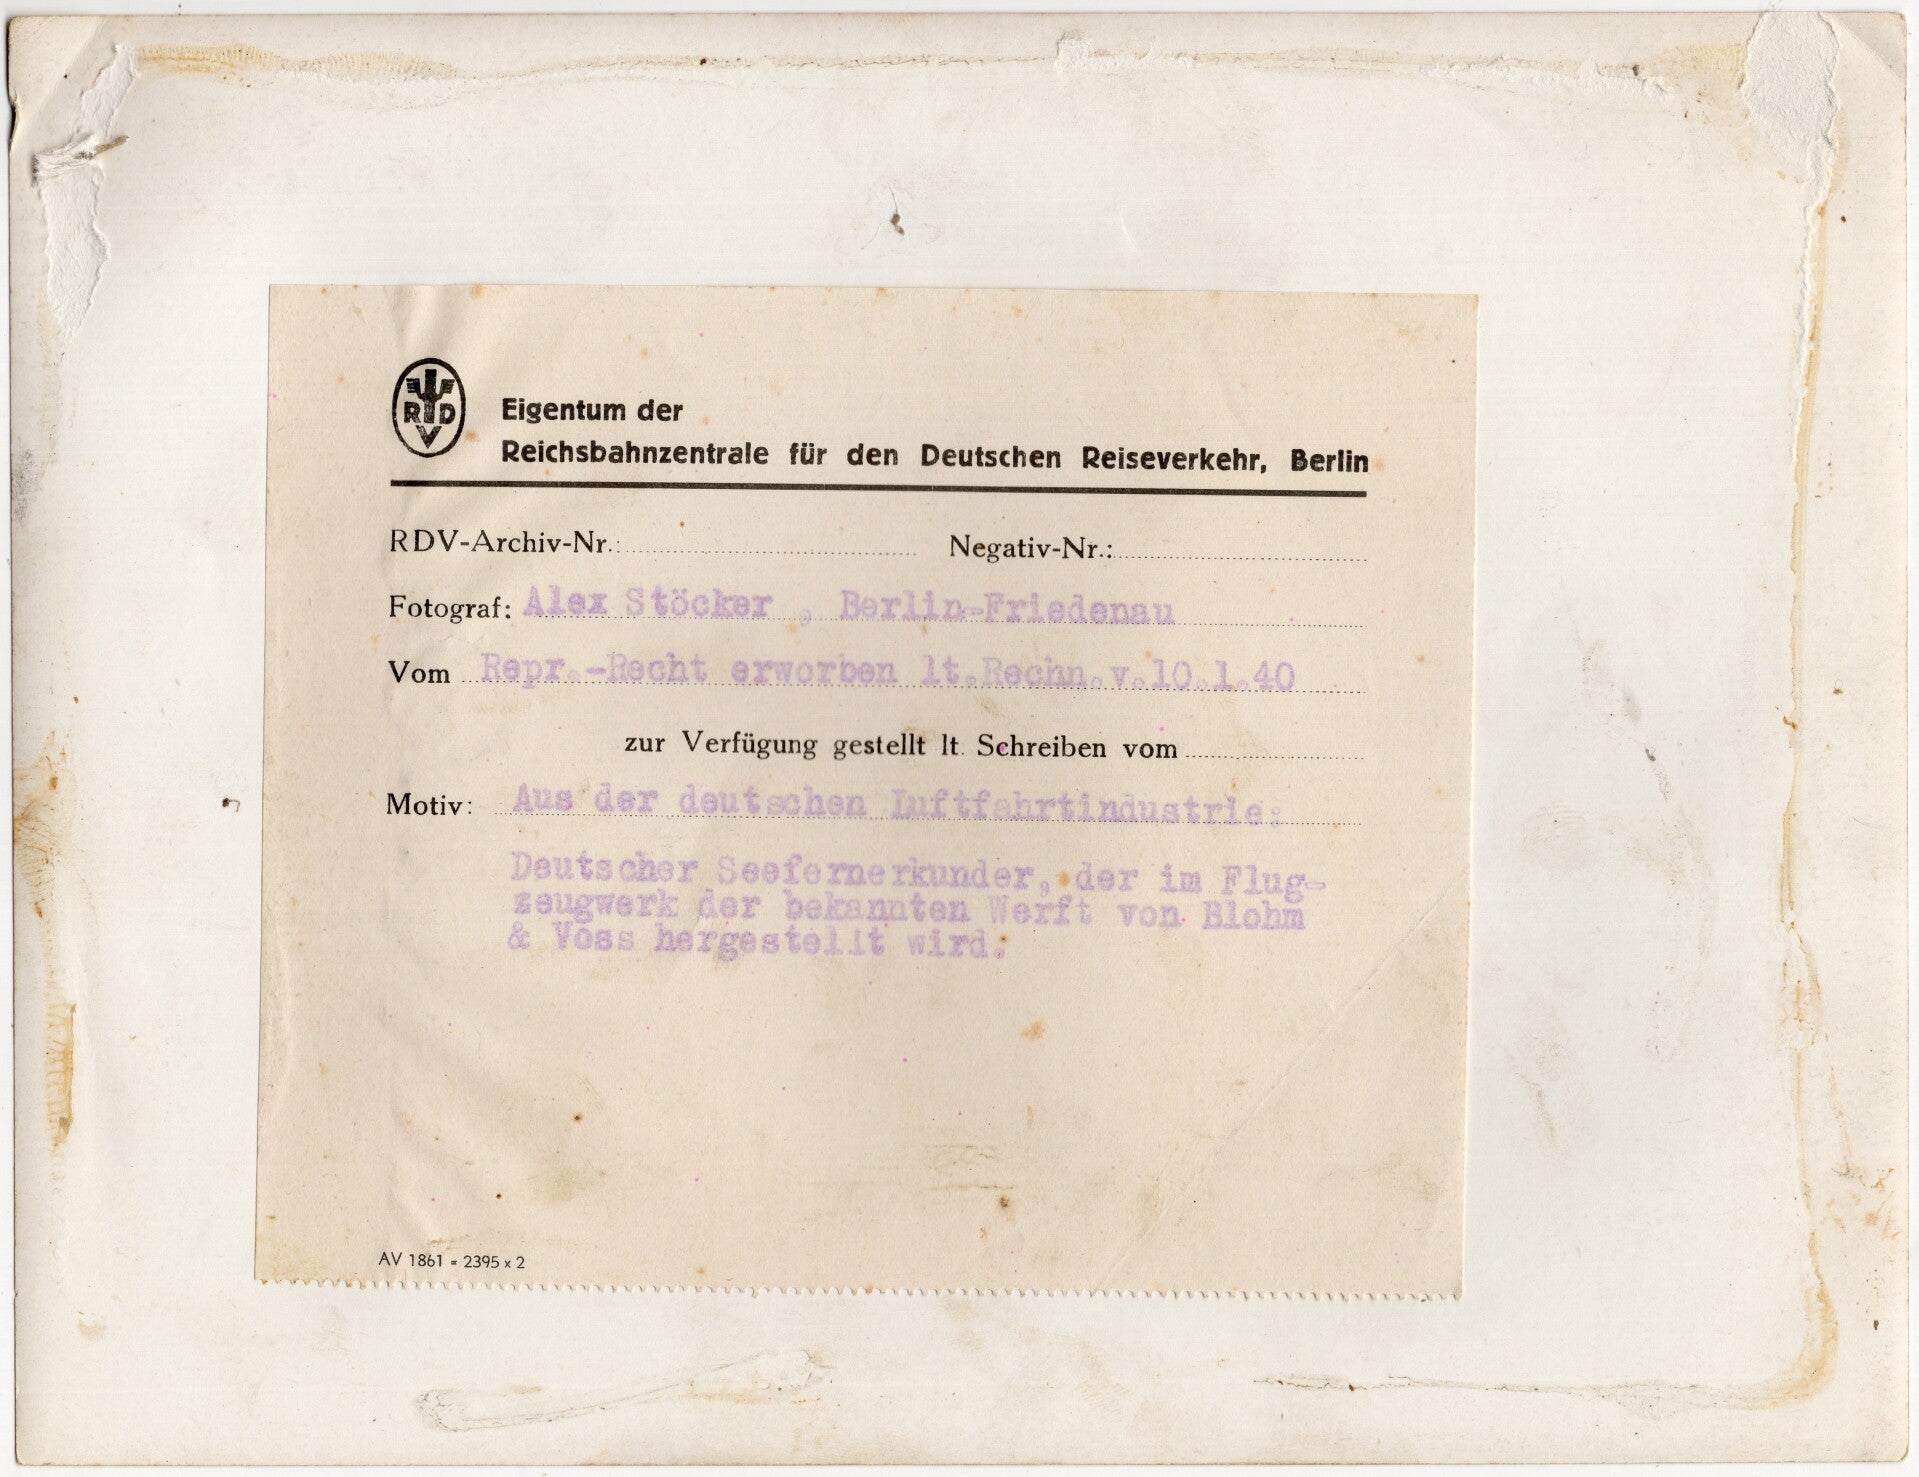 RDV
Eigentum der
Reichsbahnzentrale für den Deutschen Reiseverkehr, Berlin
RDV-Archiv-Nr.: Negativ-Nr.:
Fotograf: Alex Stöcker , Berlin-Friedenau
Vom Repr.-Recht erworben lt.Rechn.v.10.1.40
zur Verfügung gestellt lt. Schreiben vom
Motiv: Aus der deutschen Luftfahrtindustrie:
Deutscher Seefernerkunder, der im Flug-
zeugwerk der bekannten Werft von Blohm
& Voss hergestellt wird.
AV 1861 = 2395 x 2